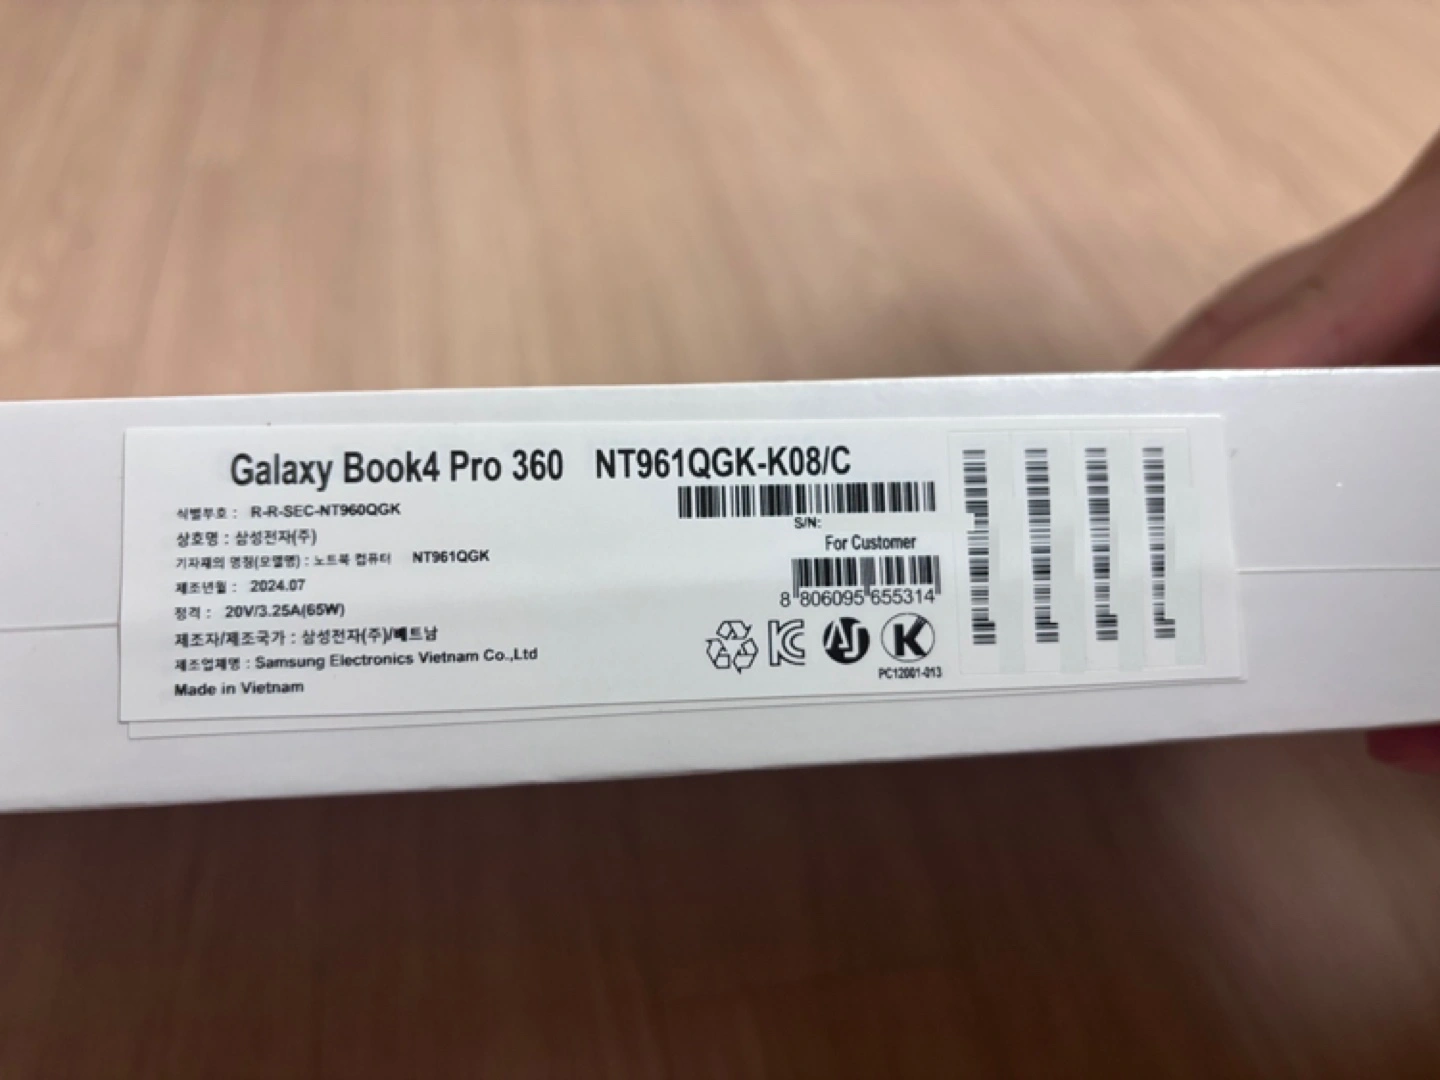 Galaxy Book4 Pro 360 NT961QGK-K08/C
식별부호 : R-R-SEC-NT960QGK
상호명 : 삼성전자(주)
기자재의 명칭(모델명) : 노트북 컴퓨터 NT961QGK
제조년월 : 2024.07
정격 : 20V/3.25A(65W)
제조자/제조국가 : 삼성전자(주)/베트남
제조업체명 : Samsung Electronics Vietnam Co.,Ltd
Made in Vietnam
S/N:
For Customer
8 806095 655314
PC12001-013